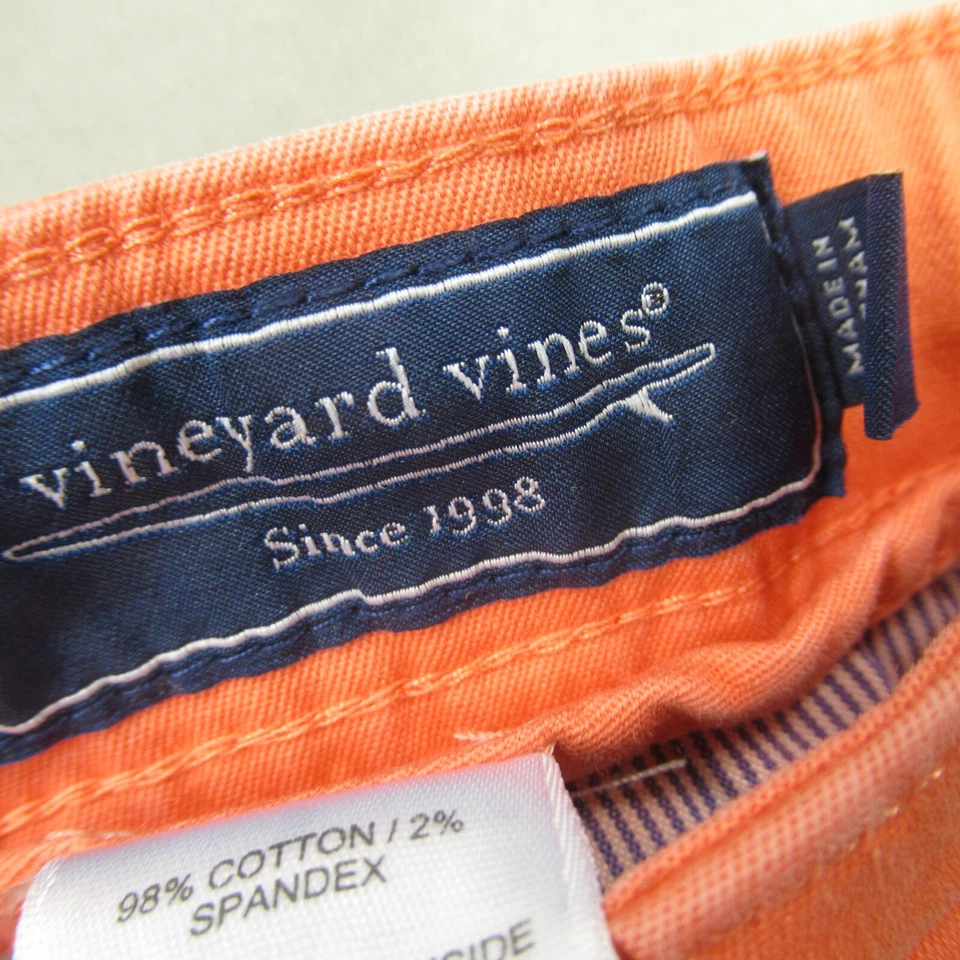 vineyard vines®
Since 1998
MADE IN
98% COTTON / 2%
SPANDEX